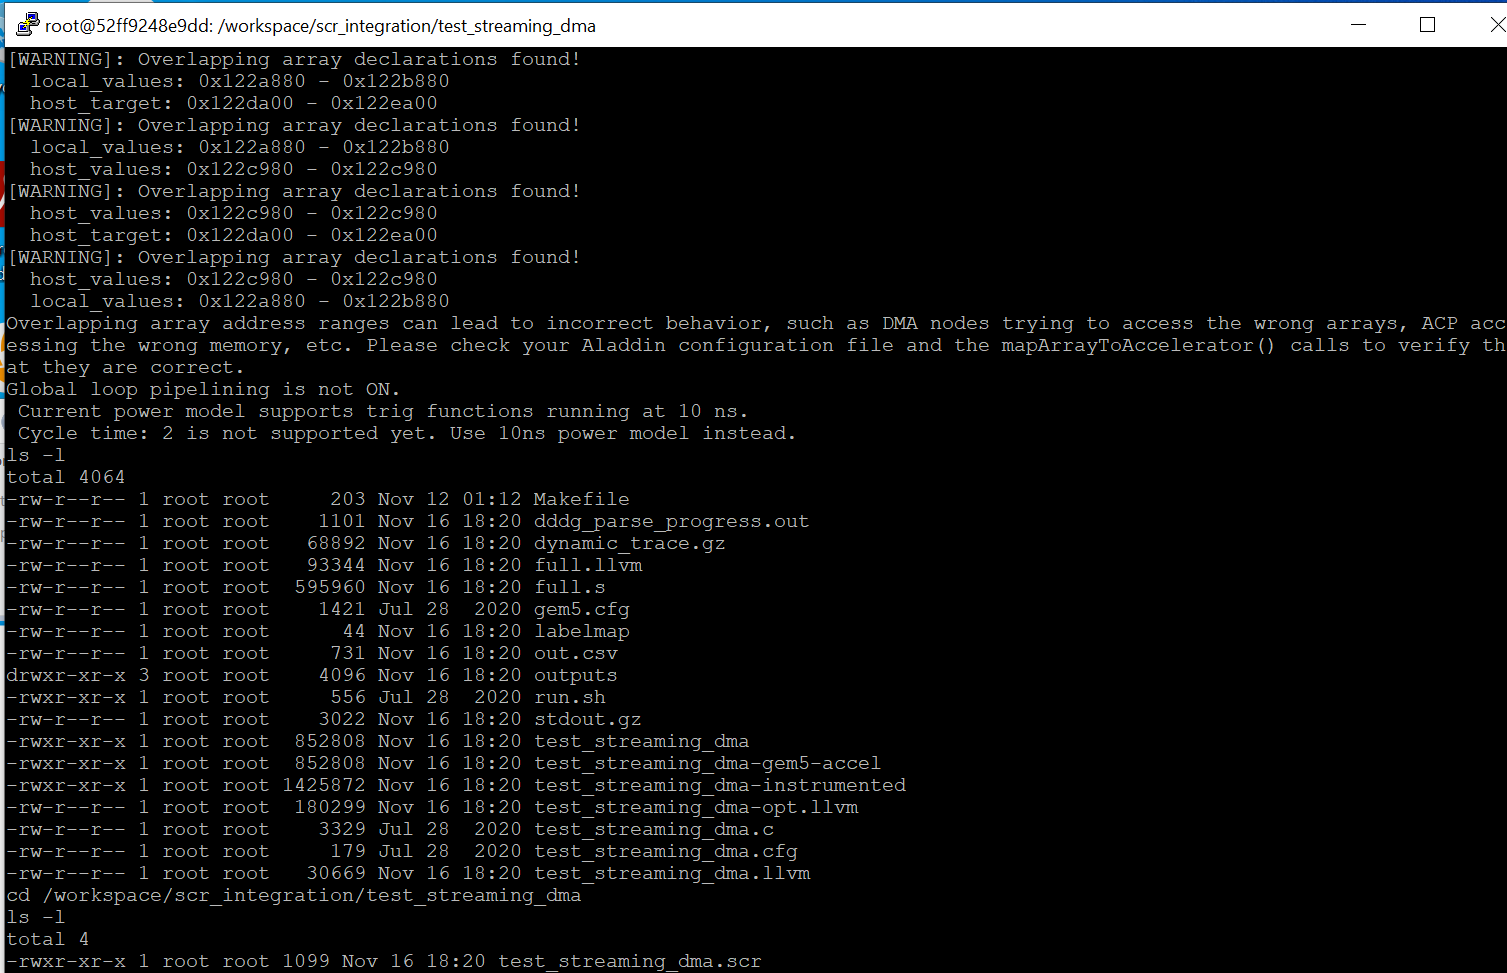 root@52ff9248e9dd: /workspace/scr_integration/test_streaming_dma
[WARNING]: Overlapping array declarations found!
  local_values: 0x122a880 - 0x122b880
  host_target: 0x122da00 - 0x122ea00
[WARNING]: Overlapping array declarations found!
  local_values: 0x122a880 - 0x122b880
  host_values: 0x122c980 - 0x122c980
[WARNING]: Overlapping array declarations found!
  host_values: 0x122c980 - 0x122c980
  host_target: 0x122da00 - 0x122ea00
[WARNING]: Overlapping array declarations found!
  host_values: 0x122c980 - 0x122c980
  local_values: 0x122a880 - 0x122b880
Overlapping array address ranges can lead to incorrect behavior, such as DMA nodes trying to access the wrong arrays, ACP acc
essing the wrong memory, etc. Please check your Aladdin configuration file and the mapArrayToAccelerator() calls to verify th
at they are correct.
Global loop pipelining is not ON.
 Current power model supports trig functions running at 10 ns.
 Cycle time: 2 is not supported yet. Use 10ns power model instead.
ls -l
total 4064
-rw-r--r-- 1 root root     203 Nov 12 01:12 Makefile
-rw-r--r-- 1 root root    1101 Nov 16 18:20 dddg_parse_progress.out
-rw-r--r-- 1 root root   68892 Nov 16 18:20 dynamic_trace.gz
-rw-r--r-- 1 root root   93344 Nov 16 18:20 full.llvm
-rw-r--r-- 1 root root  595960 Nov 16 18:20 full.s
-rw-r--r-- 1 root root    1421 Jul 28  2020 gem5.cfg
-rw-r--r-- 1 root root      44 Nov 16 18:20 labelmap
-rw-r--r-- 1 root root     731 Nov 16 18:20 out.csv
drwxr-xr-x 3 root root    4096 Nov 16 18:20 outputs
-rwxr-xr-x 1 root root     556 Jul 28  2020 run.sh
-rw-r--r-- 1 root root    3022 Nov 16 18:20 stdout.gz
-rwxr-xr-x 1 root root  852808 Nov 16 18:20 test_streaming_dma
-rwxr-xr-x 1 root root  852808 Nov 16 18:20 test_streaming_dma-gem5-accel
-rwxr-xr-x 1 root root 1425872 Nov 16 18:20 test_streaming_dma-instrumented
-rw-r--r-- 1 root root  180299 Nov 16 18:20 test_streaming_dma-opt.llvm
-rw-r--r-- 1 root root    3329 Jul 28  2020 test_streaming_dma.c
-rw-r--r-- 1 root root     179 Jul 28  2020 test_streaming_dma.cfg
-rw-r--r-- 1 root root   30669 Nov 16 18:20 test_streaming_dma.llvm
cd /workspace/scr_integration/test_streaming_dma
ls -l
total 4
-rwxr-xr-x 1 root root 1099 Nov 16 18:20 test_streaming_dma.scr